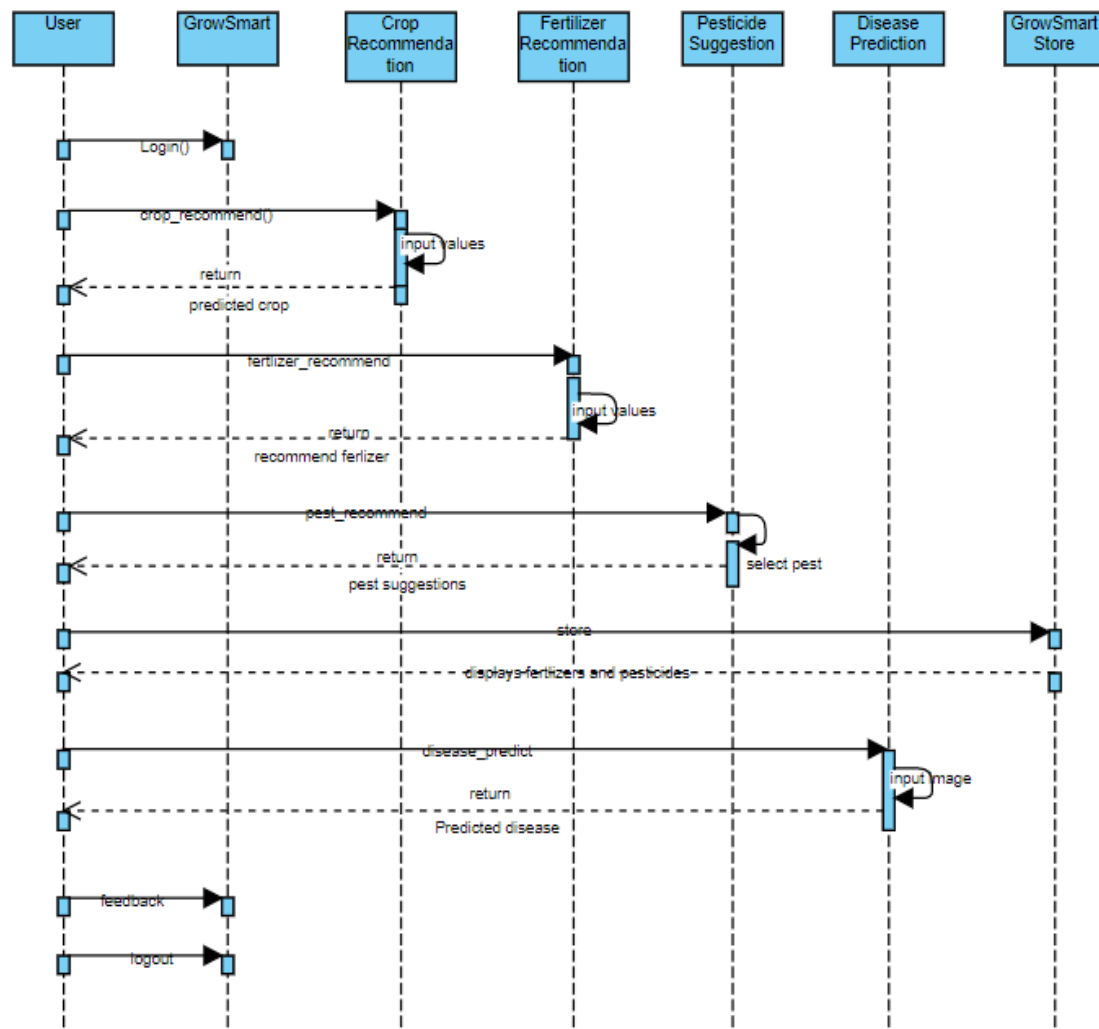 User
GrowSmart
Crop
Recommenda
tion
Fertilizer
Recommenda
tion
Pesticide
Suggestion
Disease
Prediction
GrowSmart
Store
Login()
crop_recommend()
input values
return
predicted crop
fertlizer_recommend
input values
return
recommend ferlizer
pest_recommend
return
select pest
pest suggestions
store
displays fertlizers and pesticides
disease_predict
input image
return
Predicted disease
feedback
logout